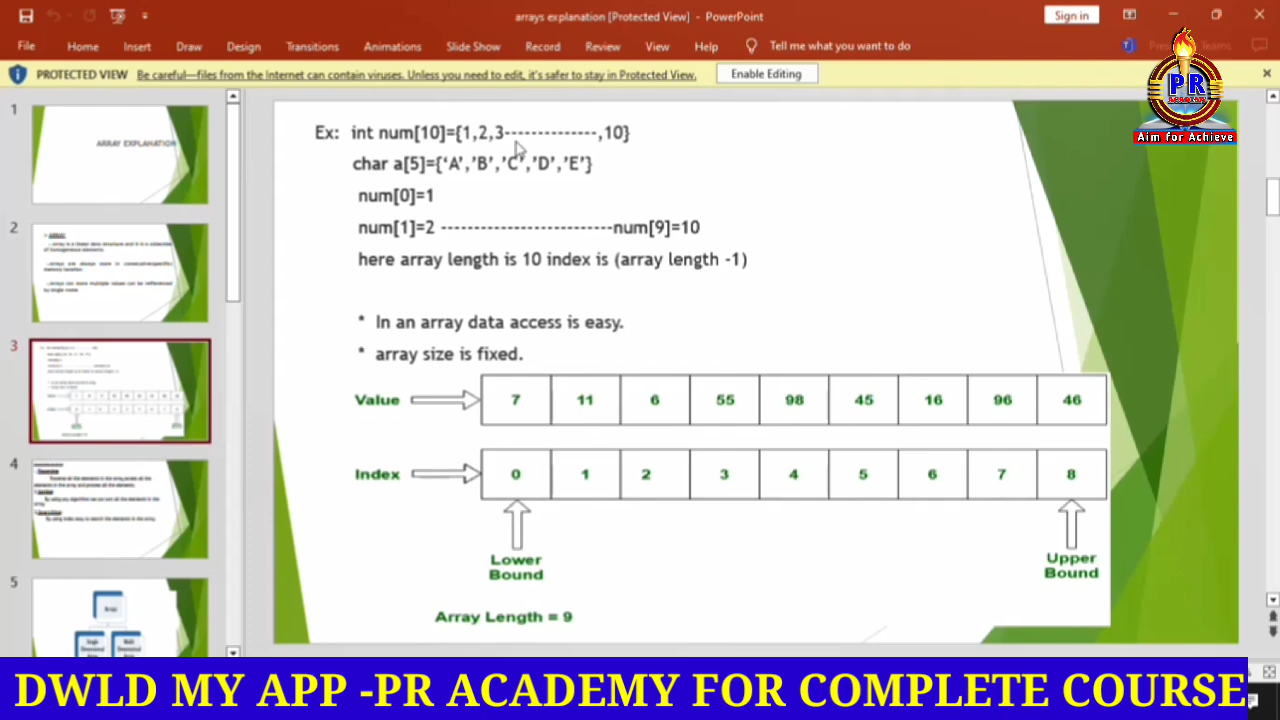 arrays explanation [Protected View] - PowerPoint
Sign in
File Home Insert Draw Design Transitions Animations Slide Show Record Review View Help Tell me what you want to do
PROTECTED VIEW Be careful—files from the Internet can contain viruses. Unless you need to edit, it's safer to stay in Protected View. Enable Editing
PR
Aim for Achieve
1
ARRAY EXPLANATION
2
3
4
5
Ex: int num[10]={1,2,3--------------,10}
char a[5]={‘A’,’B’,’C’,’D’,’E’}
num[0]=1
num[1]=2 --------------------------num[9]=10
here array length is 10 index is (array length -1)
* In an array data access is easy.
* array size is fixed.
Value 7 11 6 55 98 45 16 96 46
Index 0 1 2 3 4 5 6 7 8
Lower Bound
Upper Bound
Array Length = 9
DWLD MY APP -PR ACADEMY FOR COMPLETE COURSE